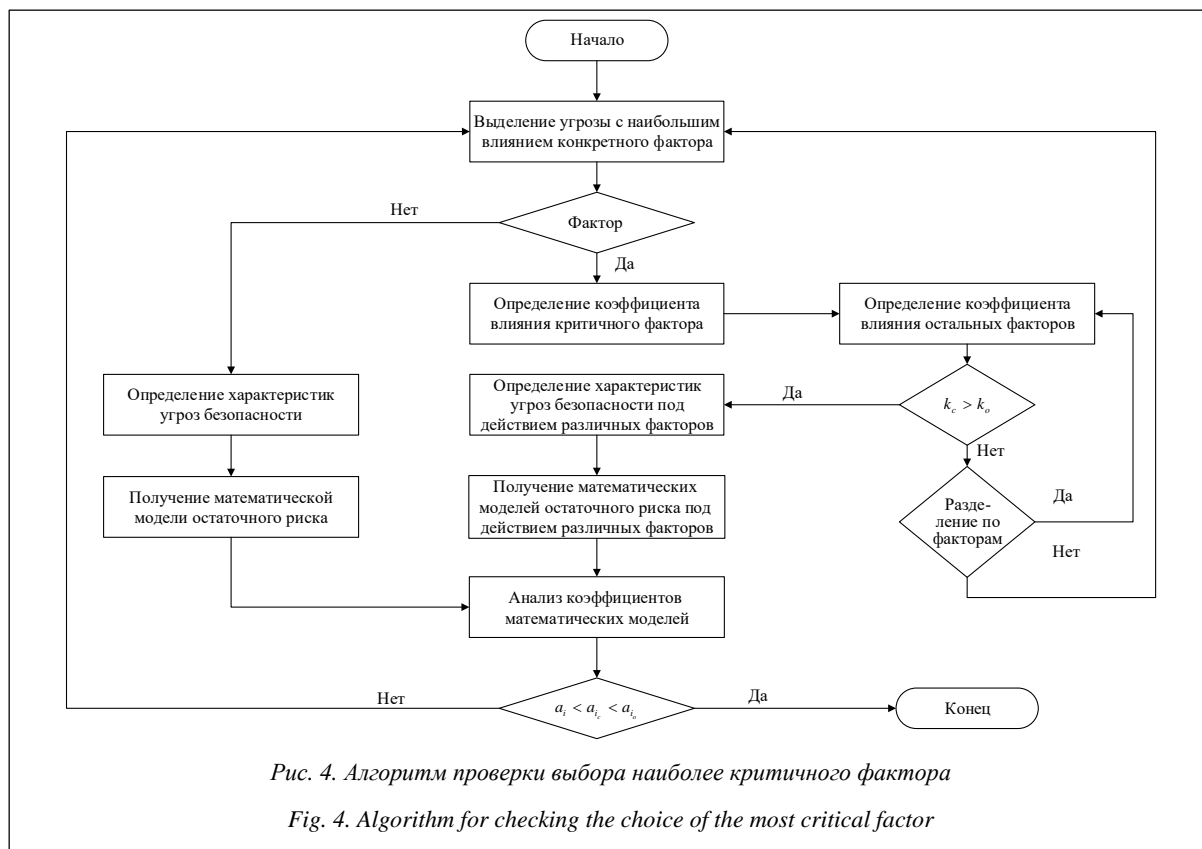 Начало
Выделение угрозы с наибольшим
влиянием конкретного фактора
Нет
Фактор
Да
Определение коэффициента
влияния критичного фактора
Определение коэффициента
влияния остальных факторов
Определение характеристик
угроз безопасности
Определение характеристик
угроз безопасности под
действием различных факторов
Да
k_c > k_o
Нет
Получение математической
модели остаточного риска
Получение математических
моделей остаточного риска под
действием различных факторов
Разде-
ление по
факторам
Да
Нет
Анализ коэффициентов
математических моделей
Нет
a_i < a_{i_c} < a_{i_o}
Да
Конец
Рис. 4. Алгоритм проверки выбора наиболее критичного фактора
Fig. 4. Algorithm for checking the choice of the most critical factor